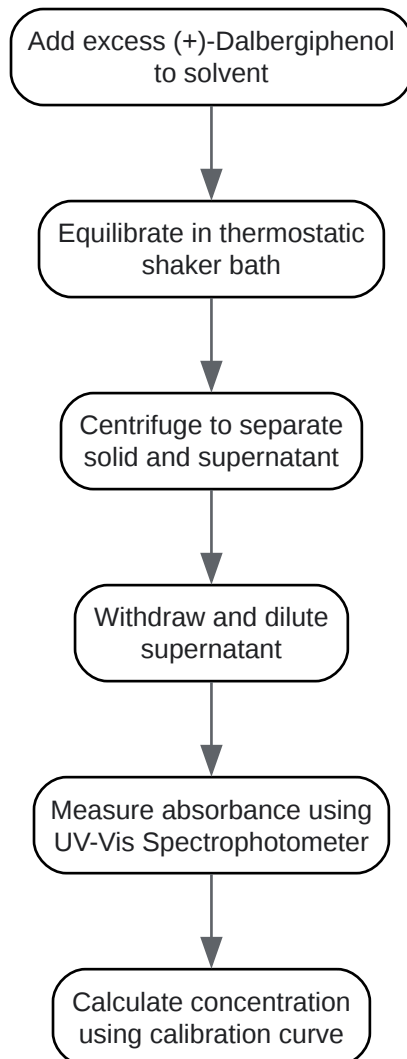 Add excess (+)-Dalbergiphenol
to solvent
Equilibrate in thermostatic
shaker bath
Centrifuge to separate
solid and supernatant
Withdraw and dilute
supernatant
Measure absorbance using
UV-Vis Spectrophotometer
Calculate concentration
using calibration curve